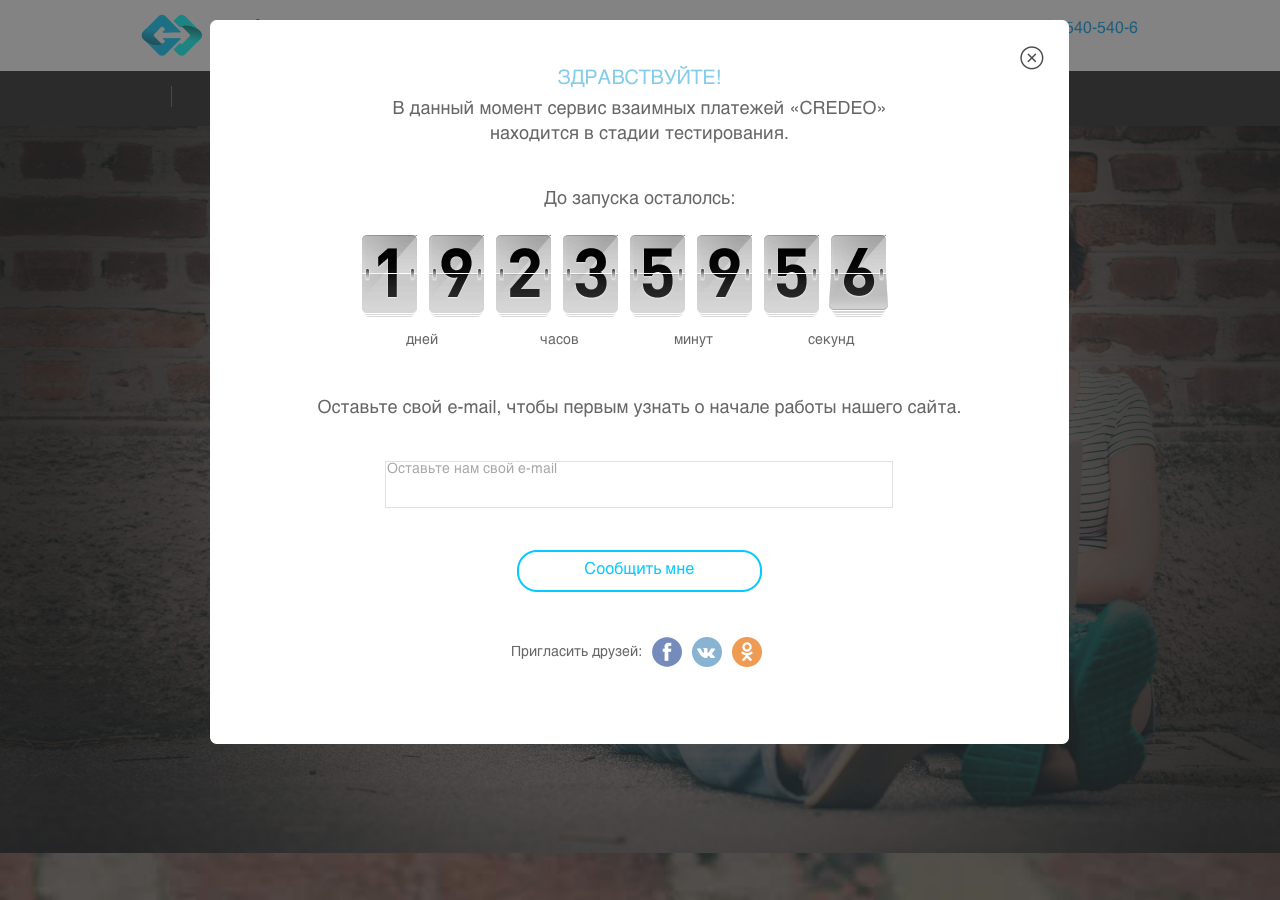 540-540-6
ЗДРАВСТВУЙТЕ!
В данный момент сервис взаимных платежей «CREDEO»
находится в стадии тестирования.
До запуска осталолсь:
1 9 2 3 5 9 5 6
дней часов минут секунд
Оставьте свой e-mail, чтобы первым узнать о начале работы нашего сайта.
Оставьте нам свой e-mail
Сообщить мне
Пригласить друзей: